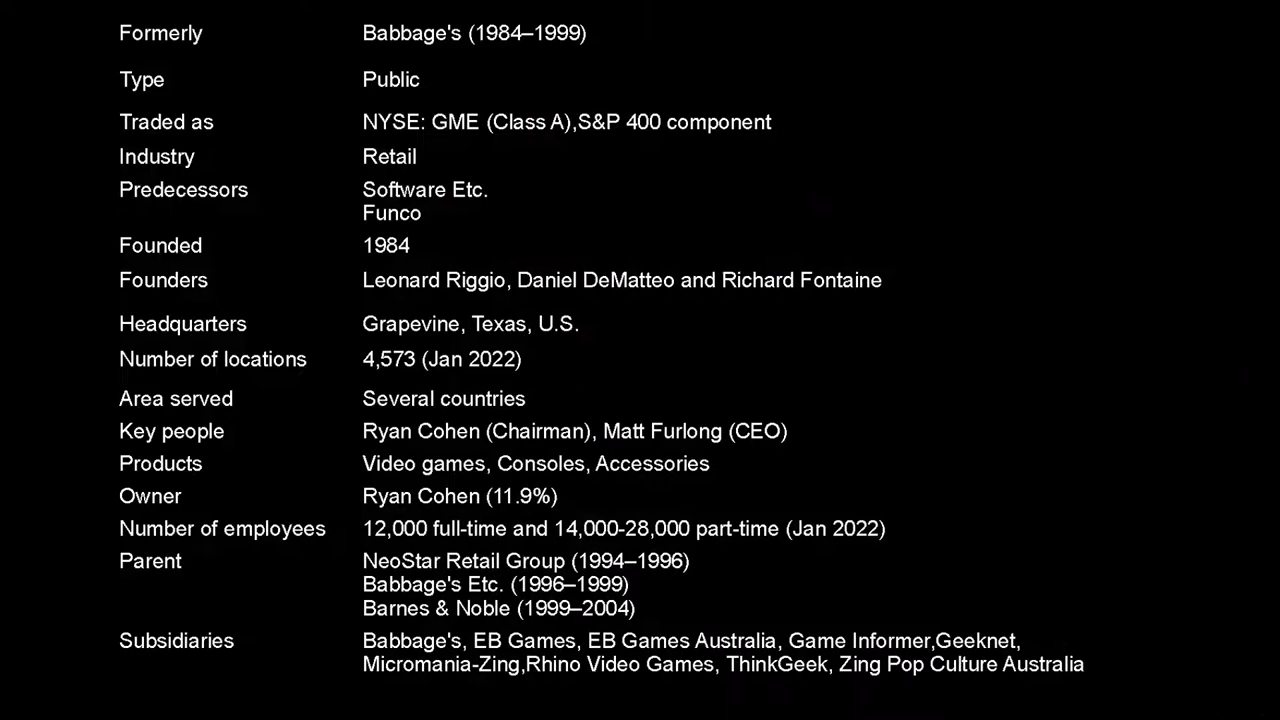 Formerly Babbage's (1984–1999)
Type Public
Traded as NYSE: GME (Class A),S&P 400 component
Industry Retail
Predecessors Software Etc.
Funco
Founded 1984
Founders Leonard Riggio, Daniel DeMatteo and Richard Fontaine
Headquarters Grapevine, Texas, U.S.
Number of locations 4,573 (Jan 2022)
Area served Several countries
Key people Ryan Cohen (Chairman), Matt Furlong (CEO)
Products Video games, Consoles, Accessories
Owner Ryan Cohen (11.9%)
Number of employees 12,000 full-time and 14,000-28,000 part-time (Jan 2022)
Parent NeoStar Retail Group (1994–1996)
Babbage's Etc. (1996–1999)
Barnes & Noble (1999–2004)
Subsidiaries Babbage's, EB Games, EB Games Australia, Game Informer,Geeknet,
Micromania-Zing,Rhino Video Games, ThinkGeek, Zing Pop Culture Australia